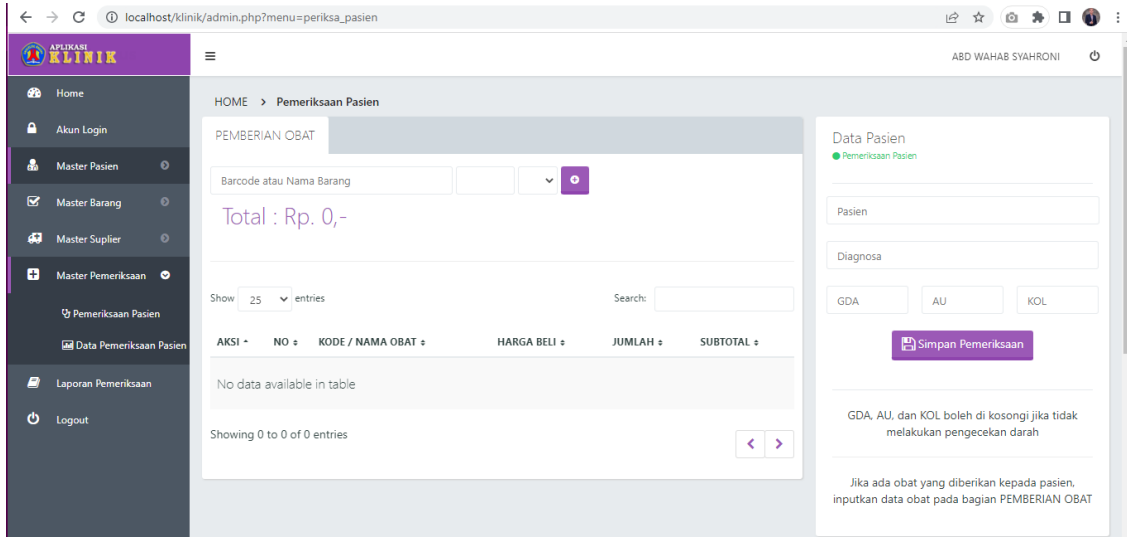 localhost/klinik/admin.php?menu=periksa_pasien
APLIKASI
KLINIK
ABD WAHAB SYAHRONI
Home
Akun Login
Master Pasien
Master Barang
Master Suplier
Master Pemeriksaan
Pemeriksaan Pasien
Data Pemeriksaan Pasien
Laporan Pemeriksaan
Logout
HOME > Pemeriksaan Pasien
PEMBERIAN OBAT
Barcode atau Nama Barang
Total : Rp. 0,-
Show 25 entries
Search:
AKSI NO KODE / NAMA OBAT HARGA BELI JUMLAH SUBTOTAL
No data available in table
Showing 0 to 0 of 0 entries
Data Pasien
Pemeriksaan Pasien
Pasien
Diagnosa
GDA AU KOL
Simpan Pemeriksaan
GDA, AU, dan KOL boleh di kosongi jika tidak
melakukan pengecekan darah
Jika ada obat yang diberikan kepada pasien,
inputkan data obat pada bagian PEMBERIAN OBAT